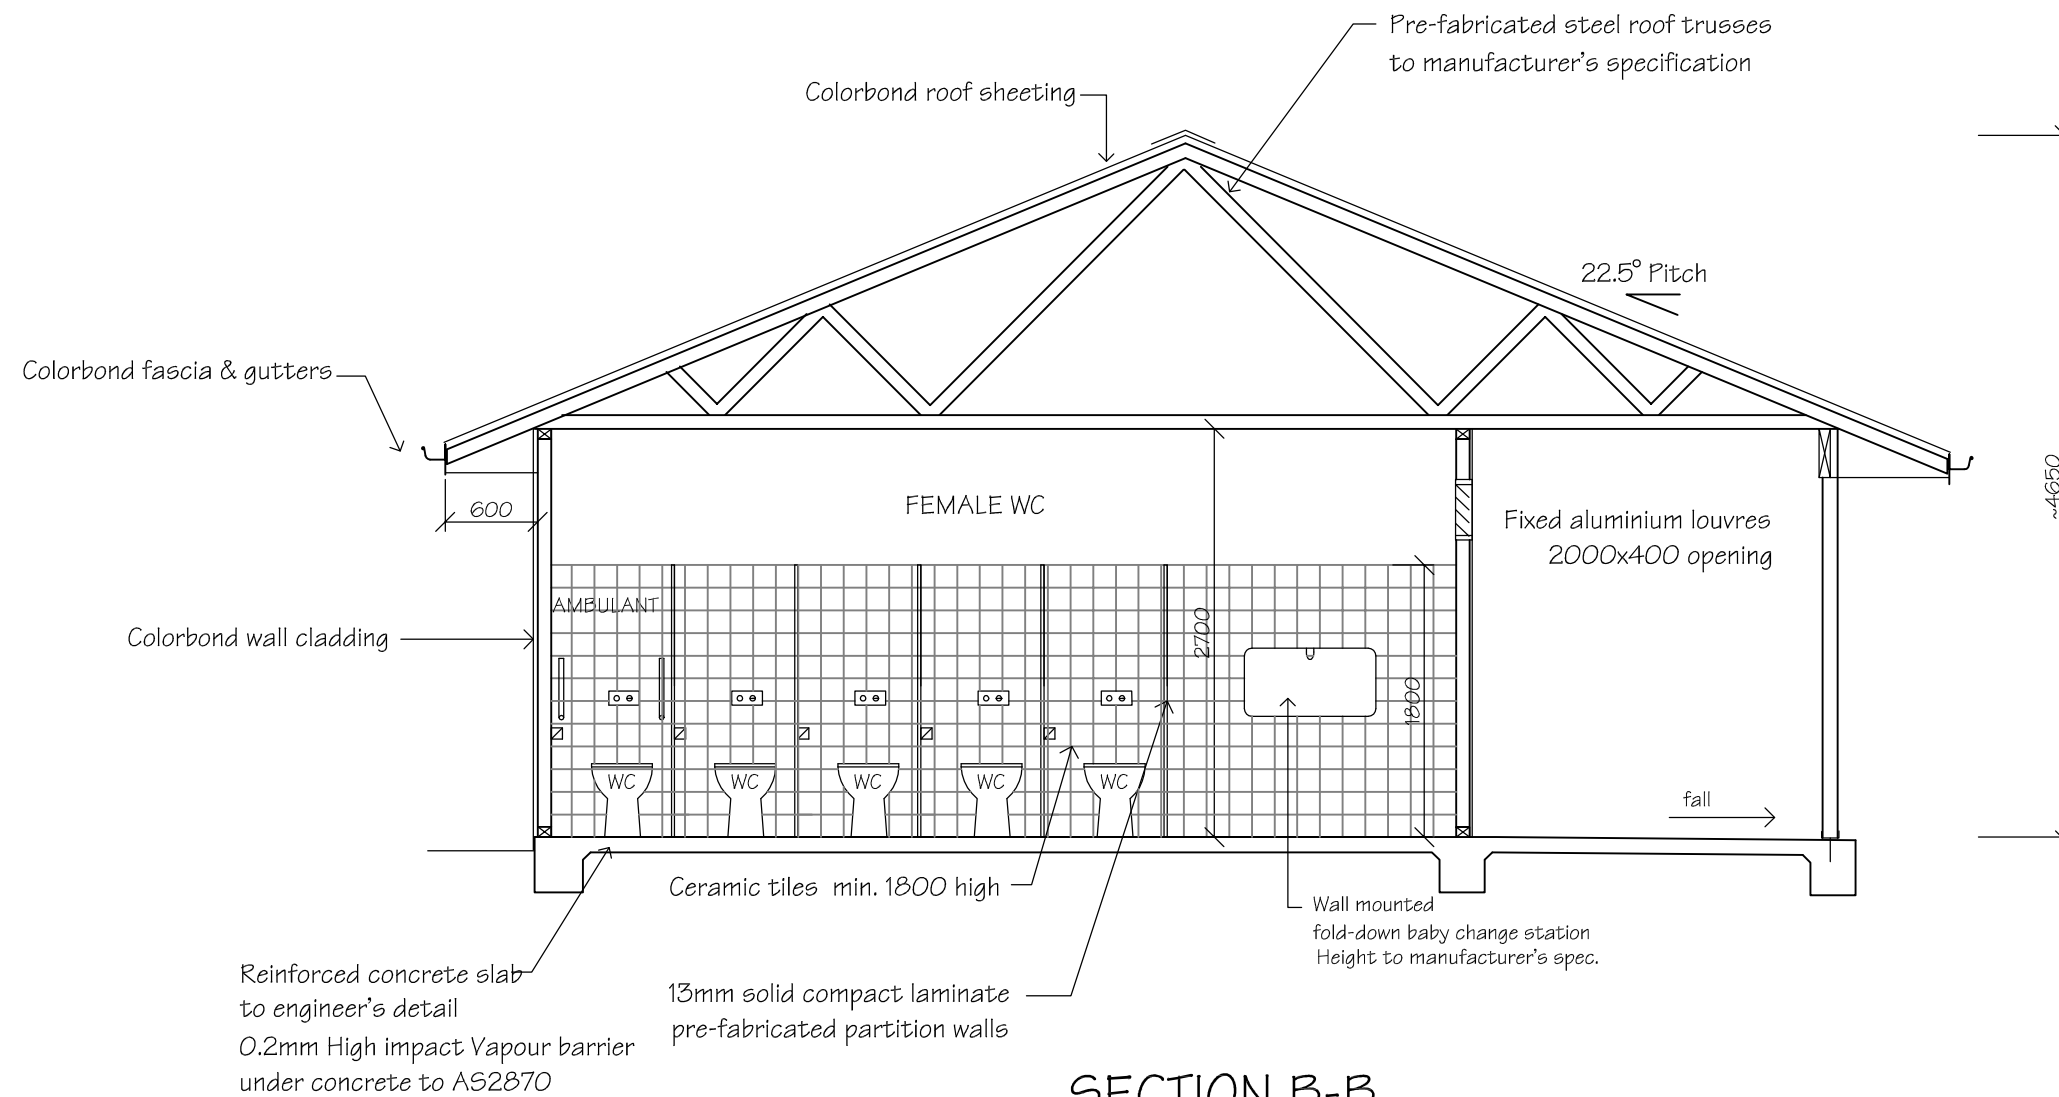 Pre-fabricated steel roof trusses
to manufacturer's specification
Colorbond roof sheeting
22.5° Pitch
Colorbond fascia & gutters
600
FEMALE WC
Fixed aluminium louvres
2000x400 opening
~4650
AMBULANT
Colorbond wall cladding
2700
1800
WC
WC
WC
WC
WC
fall
Ceramic tiles min. 1800 high
Wall mounted
fold-down baby change station
Height to manufacturer's spec.
Reinforced concrete slab
to engineer's detail
0.2mm High impact Vapour barrier
under concrete to AS2870
13mm solid compact laminate
pre-fabricated partition walls
SECTION B-B